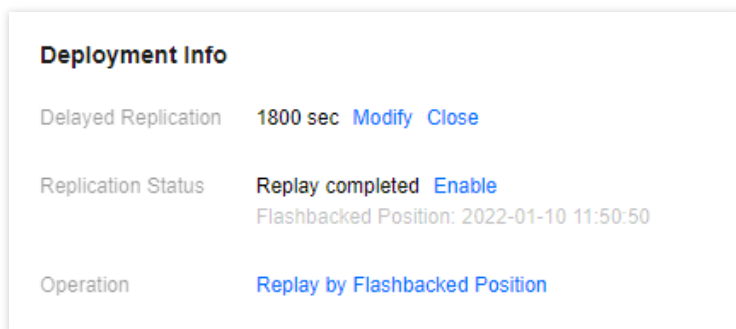 Deployment Info
Delayed Replication 1800 sec Modify Close
Replication Status Replay completed Enable
Flashbacked Position: 2022-01-10 11:50:50
Operation Replay by Flashbacked Position